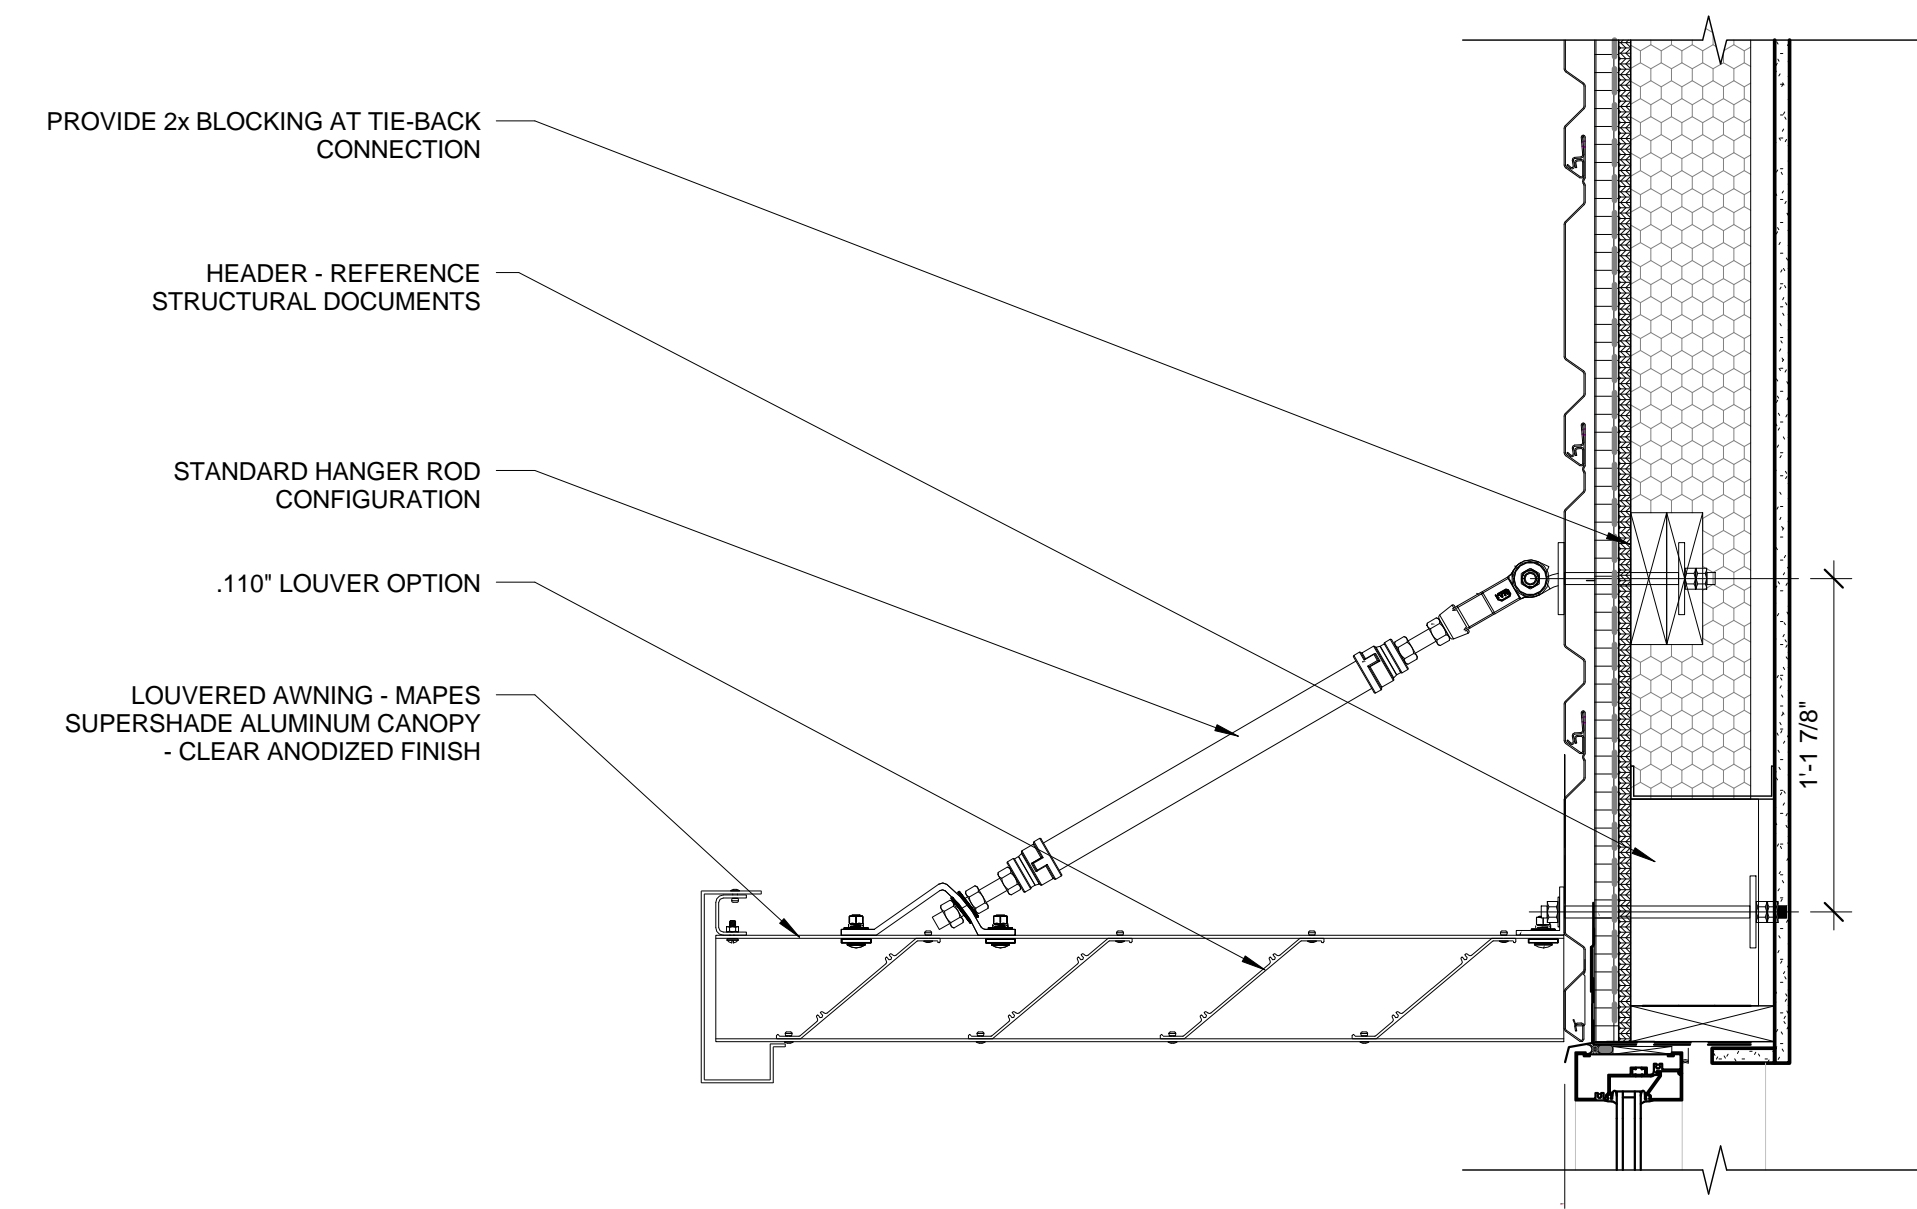 PROVIDE 2x BLOCKING AT TIE-BACK
CONNECTION
HEADER - REFERENCE
STRUCTURAL DOCUMENTS
STANDARD HANGER ROD
CONFIGURATION
.110" LOUVER OPTION
LOUVERED AWNING - MAPES
SUPERSHADE ALUMINUM CANOPY
- CLEAR ANODIZED FINISH
1'-1 7/8"